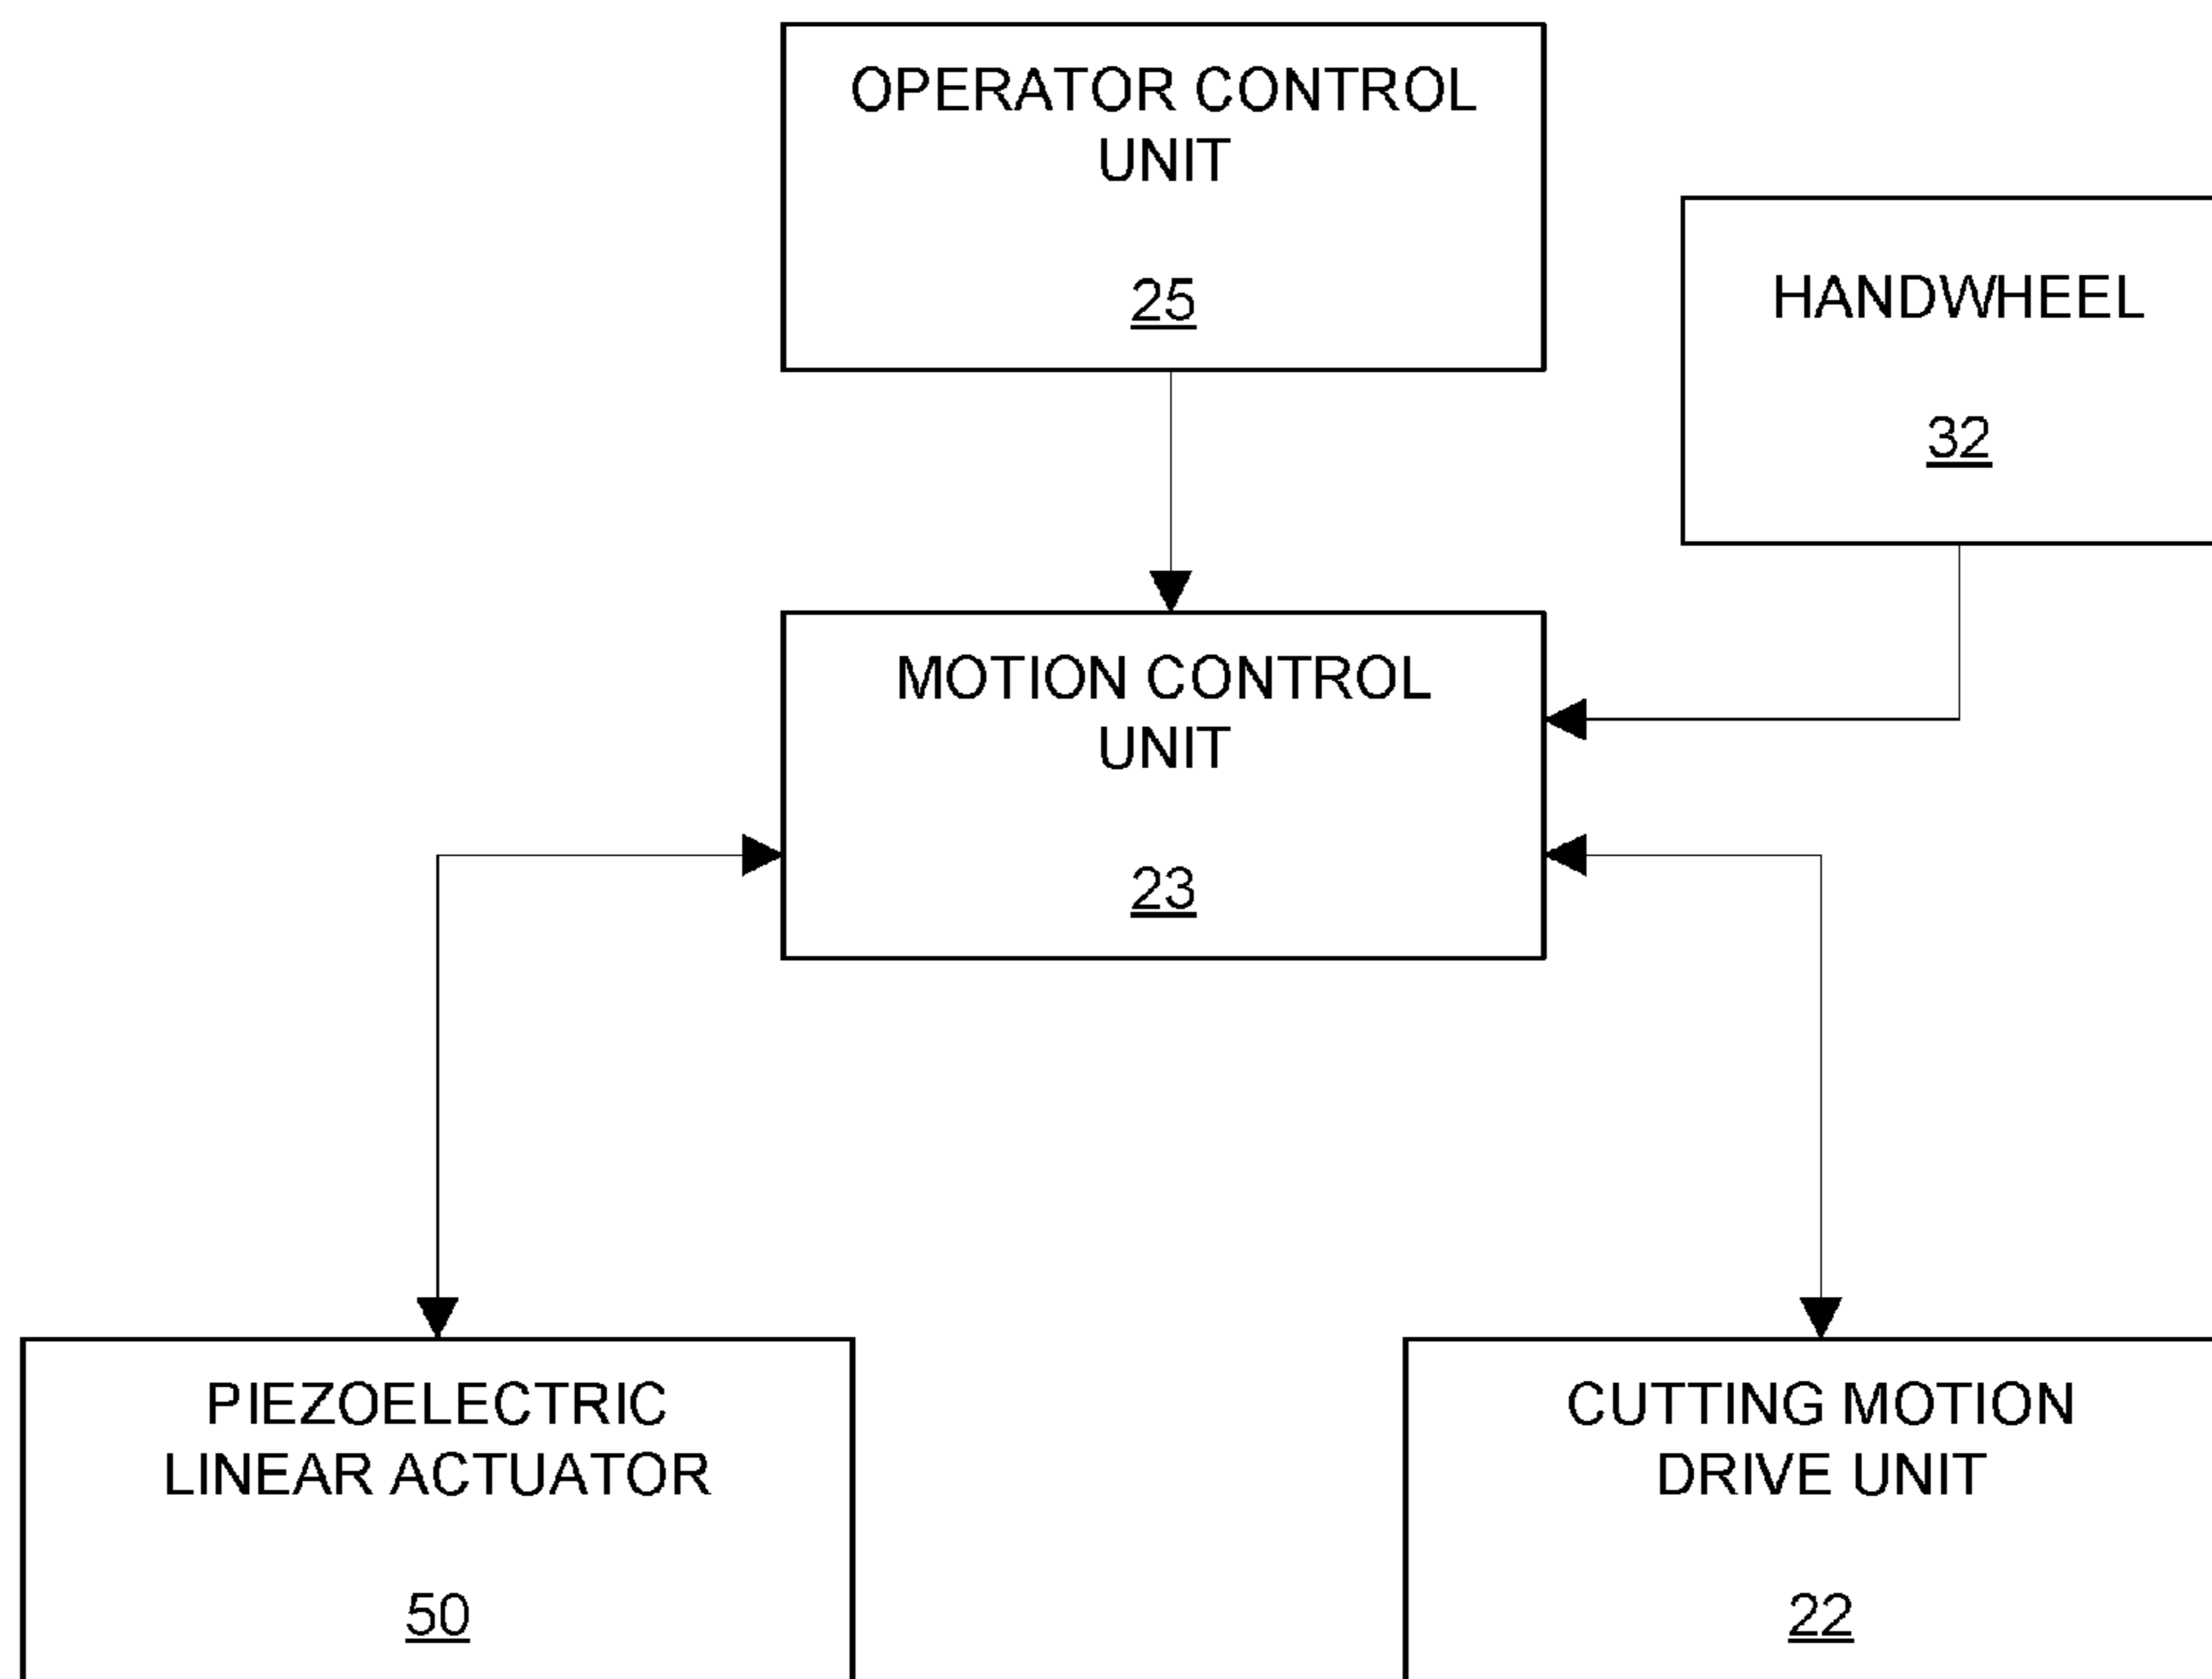 OPERATOR CONTROL
UNIT
25
HANDWHEEL
32
MOTION CONTROL
UNIT
23
PIEZOELECTRIC
LINEAR ACTUATOR
50
CUTTING MOTION
DRIVE UNIT
22